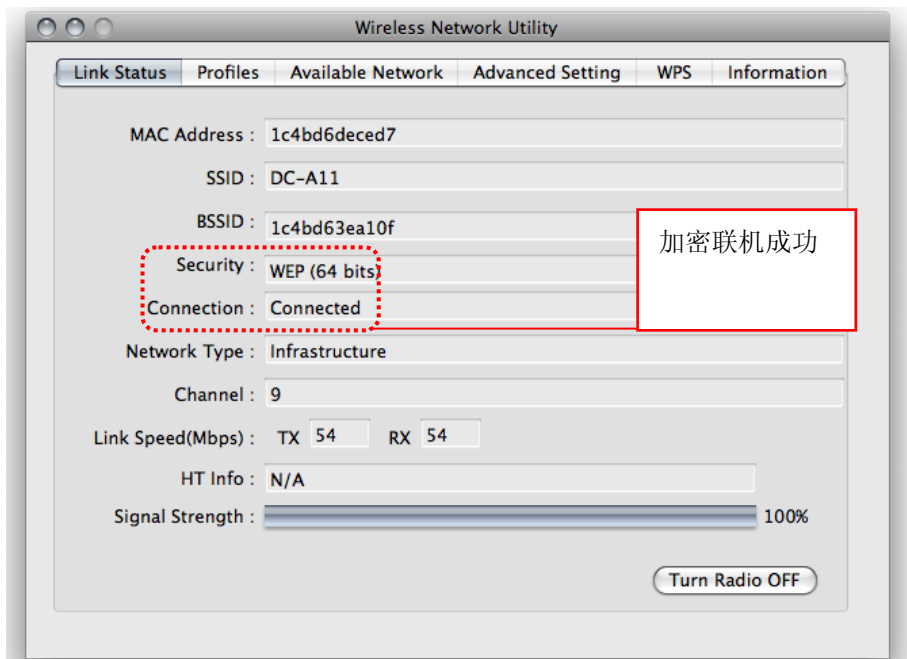 Wireless Network Utility
Link Status Profiles Available Network Advanced Setting WPS Information
MAC Address : 1c4bd6deced7
SSID : DC-A11
BSSID : 1c4bd63ea10f
加密联机成功
Security : WEP (64 bits)
Connection : Connected
Network Type : Infrastructure
Channel : 9
Link Speed(Mbps) : TX 54 RX 54
HT Info : N/A
Signal Strength : 100%
Turn Radio OFF